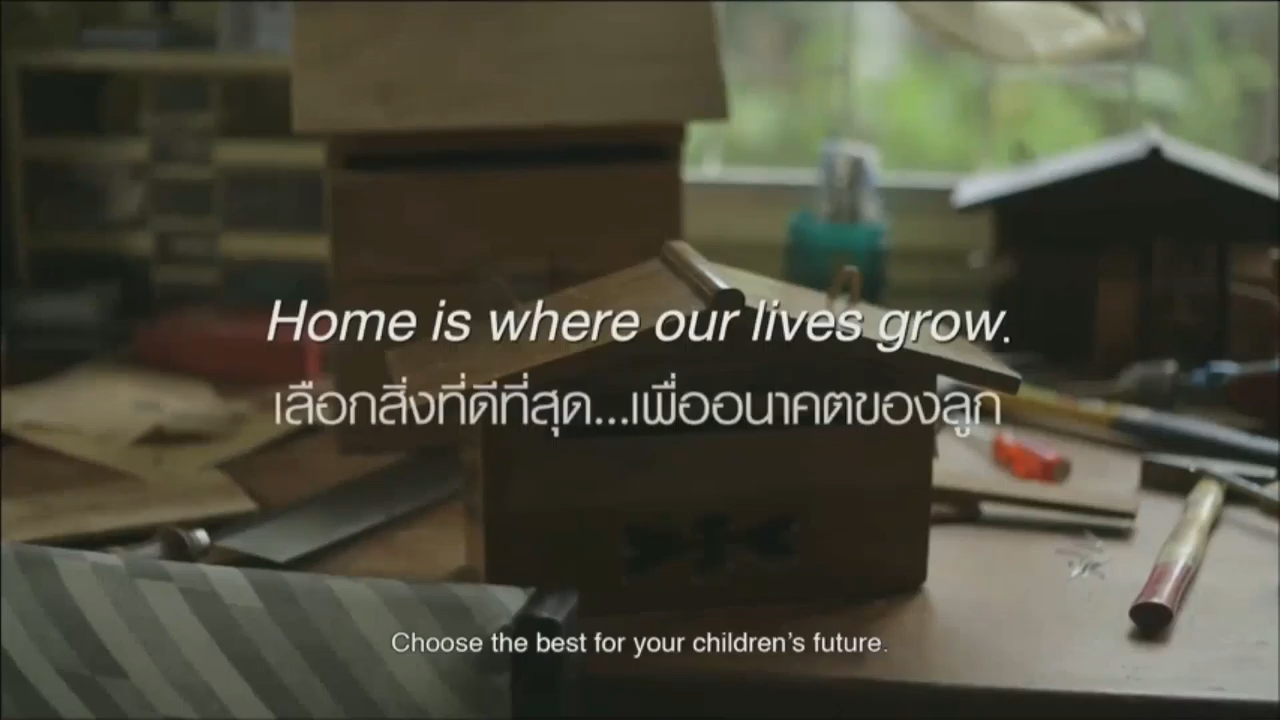 Home is where our lives grow.
เลือกสิ่งที่ดีที่สุด...เพื่ออนาคตของลูก
Choose the best for your children's future.